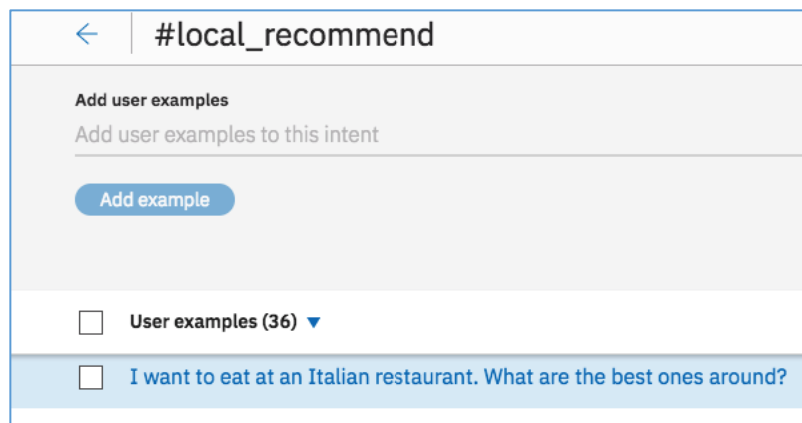 #local_recommend
Add user examples
Add user examples to this intent
Add example
User examples (36)
I want to eat at an Italian restaurant. What are the best ones around?